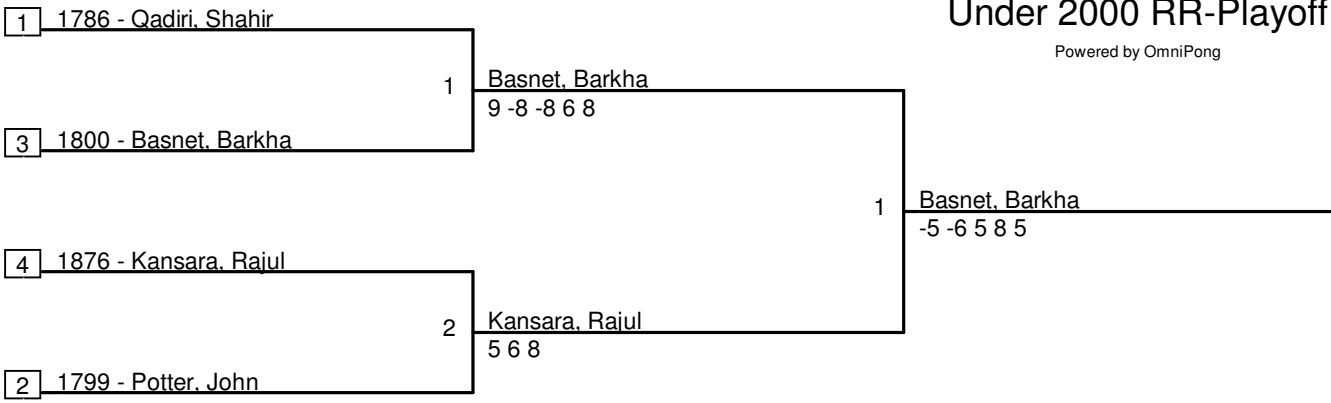 Under 2000 RR-Playoff
Powered by OmniPong
1 1786 - Qadiri, Shahir
1 Basnet, Barkha
9 -8 -8 6 8
3 1800 - Basnet, Barkha
1 Basnet, Barkha
-5 -6 5 8 5
4 1876 - Kansara, Rajul
2 Kansara, Rajul
5 6 8
2 1799 - Potter, John